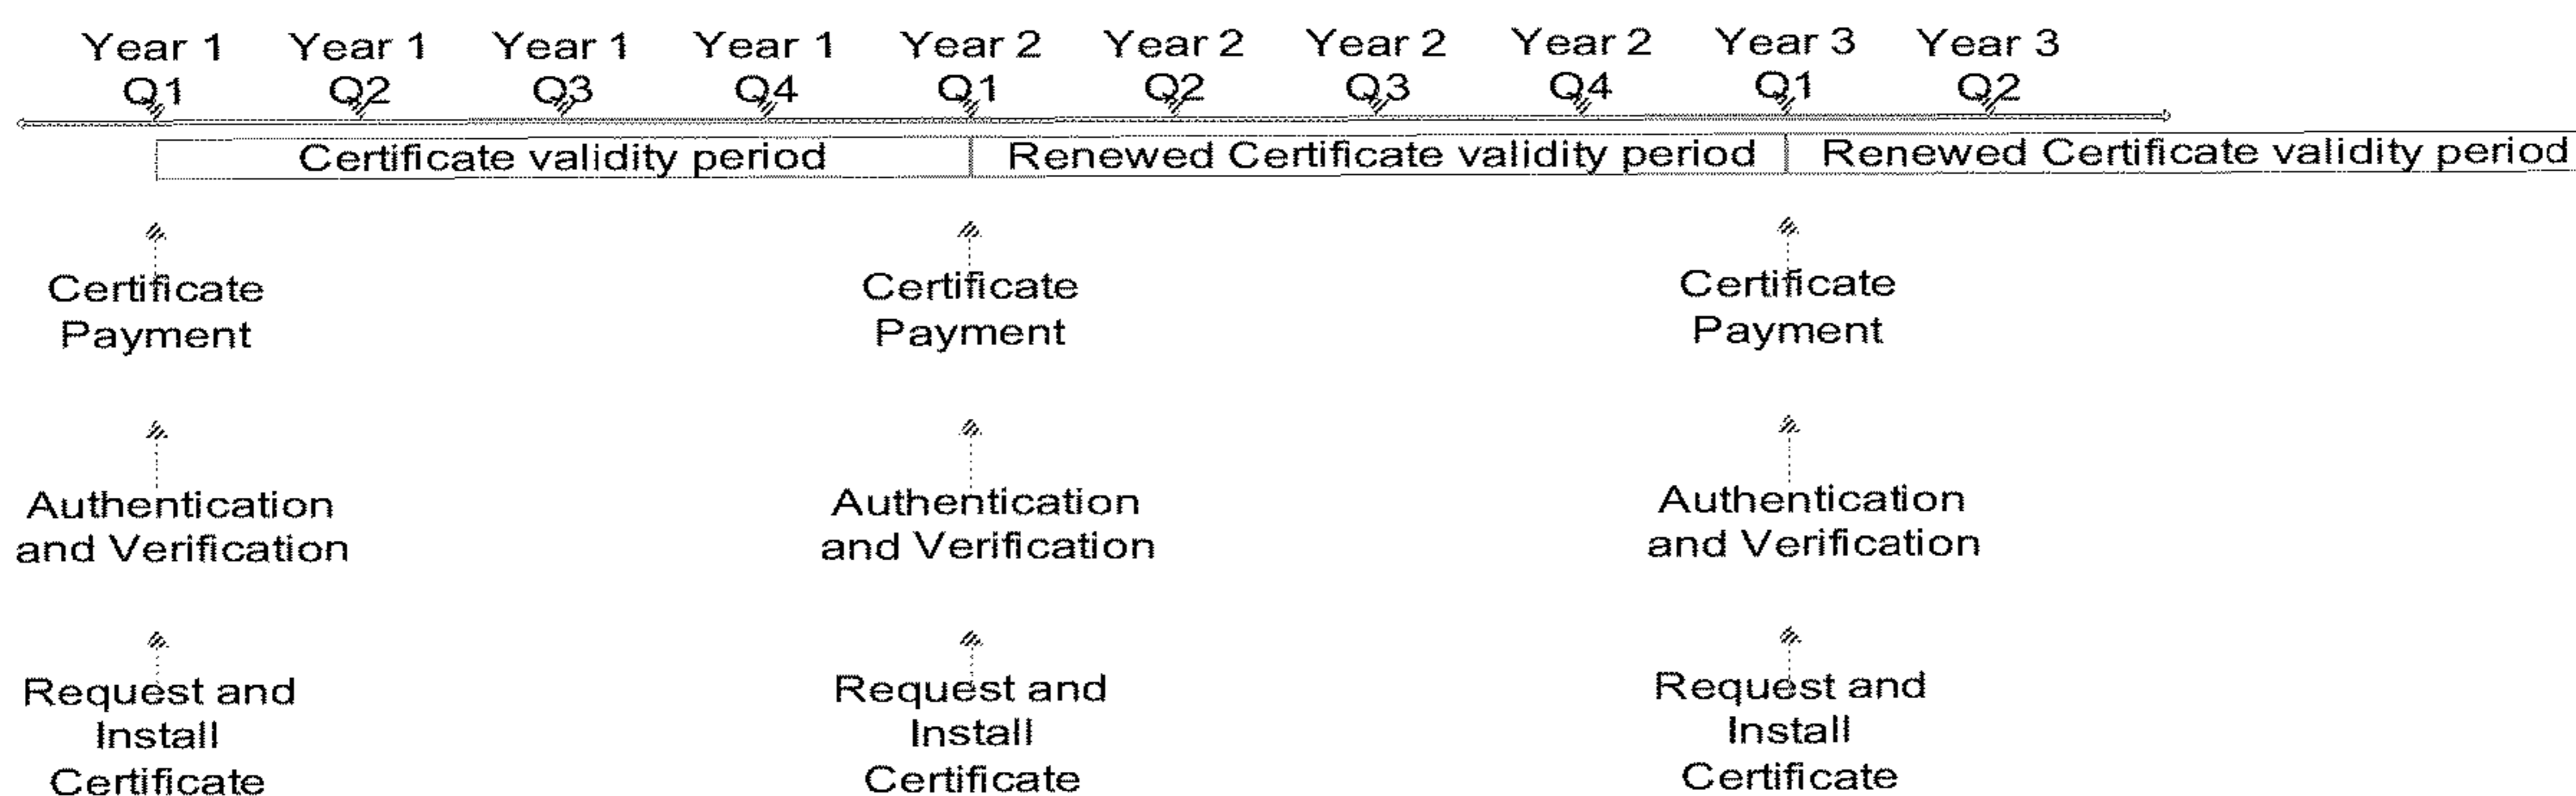 Year 1 Year 1 Year 1 Year 1 Year 2 Year 2 Year 2 Year 2 Year 3 Year 3
Q1 Q2 Q3 Q4 Q1 Q2 Q3 Q4 Q1 Q2
Certificate validity period Renewed Certificate validity period Renewed Certificate validity period
Certificate Certificate Certificate
Payment Payment Payment
Authentication Authentication Authentication
and Verification and Verification and Verification
Request and Request and Request and
Install Install Install
Certificate Certificate Certificate